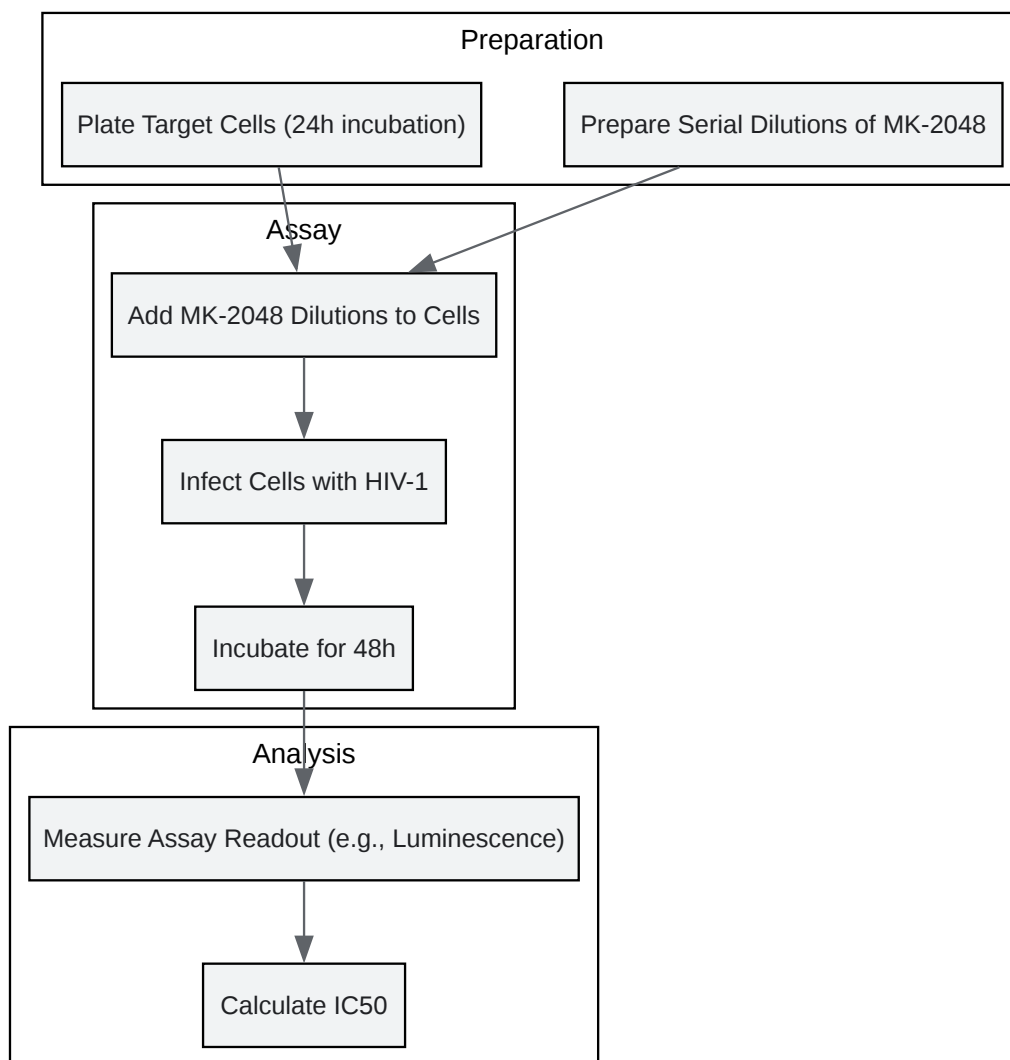 Preparation
Plate Target Cells (24h incubation)
Prepare Serial Dilutions of MK-2048
Assay
Add MK-2048 Dilutions to Cells
Infect Cells with HIV-1
Incubate for 48h
Analysis
Measure Assay Readout (e.g., Luminescence)
Calculate IC50